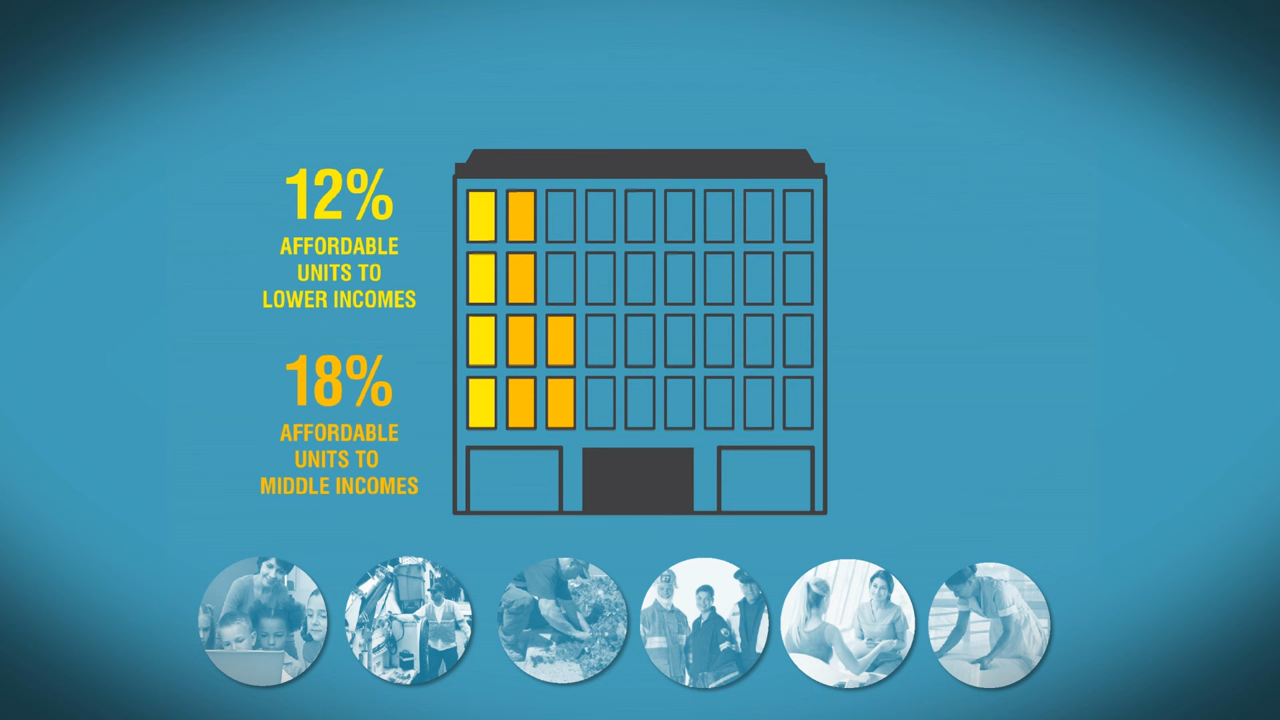 12%
AFFORDABLE
UNITS TO
LOWER INCOMES
18%
AFFORDABLE
UNITS TO
MIDDLE INCOMES